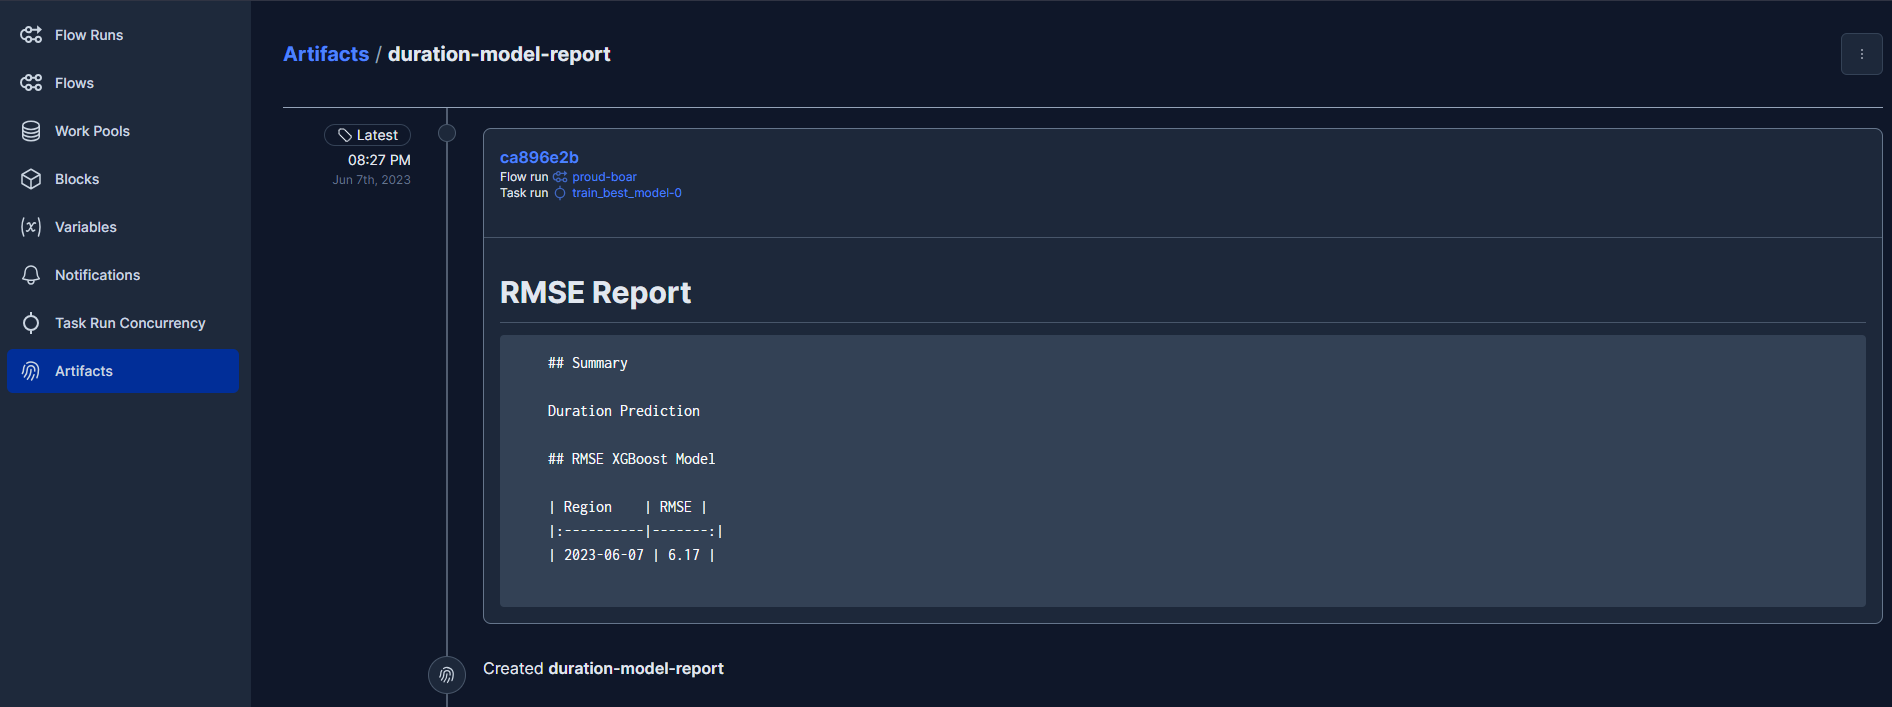 Flow Runs
Flows
Work Pools
Blocks
Variables
Notifications
Task Run Concurrency
Artifacts
Artifacts / duration-model-report
Latest
08:27 PM
Jun 7th, 2023
ca896e2b
Flow run proud-boar
Task run train_best_model-0
RMSE Report
## Summary
Duration Prediction
## RMSE XGBoost Model
| Region    | RMSE |
|:----------|-------:|
| 2023-06-07 | 6.17 |
Created duration-model-report